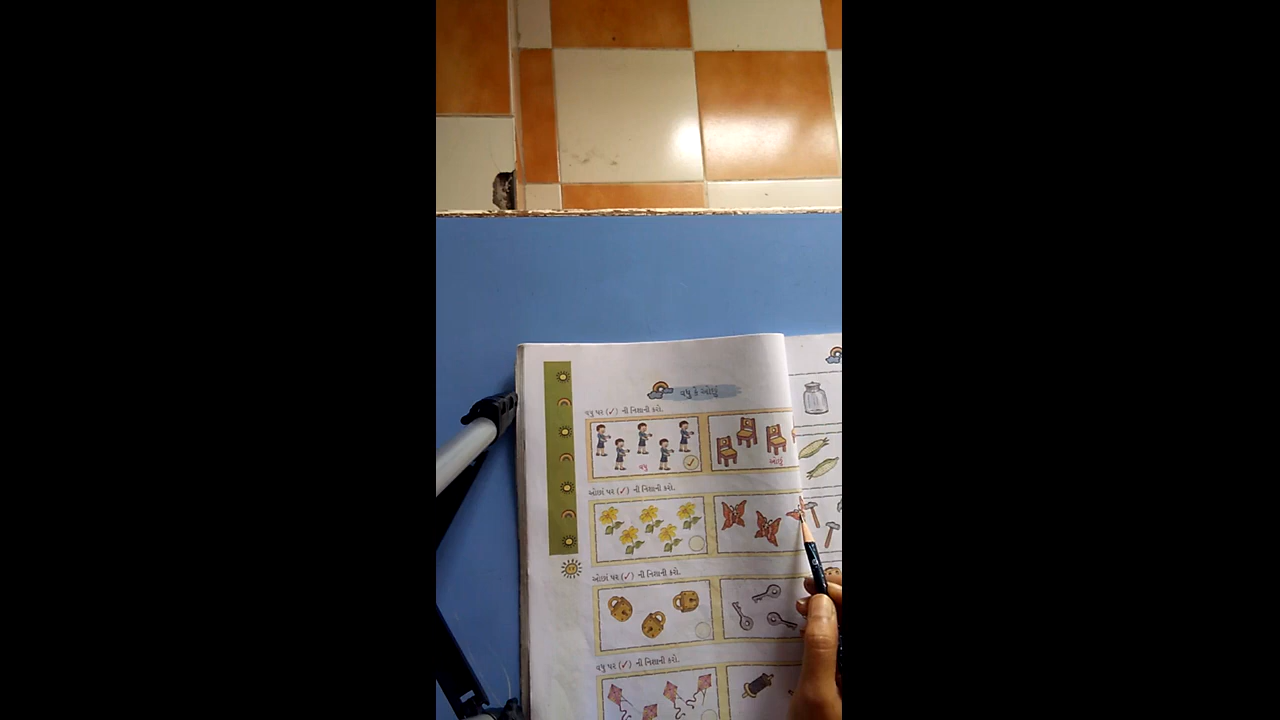 વધુ કે ઓછું
વધુ પર (✓) ની નિશાની કરો.
વધુ
ઓછું
ઓછાં પર (✓) ની નિશાની કરો.
ઓછાં પર (✓) ની નિશાની કરો.
વધુ પર (✓) ની નિશાની કરો.